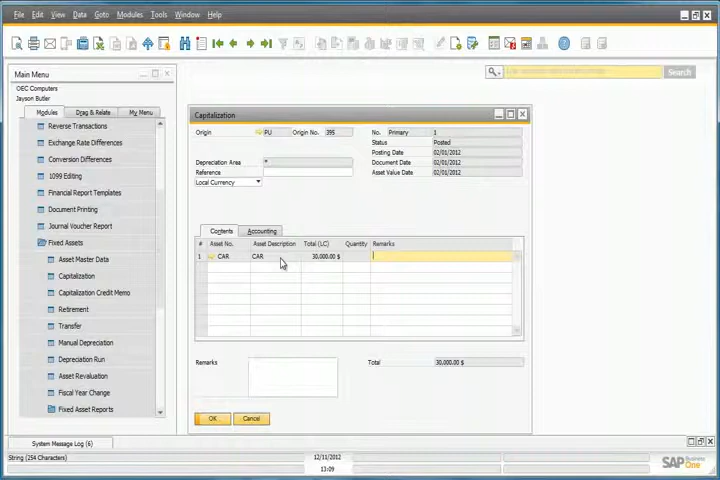 File Edit View Data Goto Modules Tools Window Help
Search
Main Menu
OEC Computers
Jayson Butler
Modules Drag & Relate My Menu
Reverse Transactions
Exchange Rate Differences
Conversion Differences
1099 Editing
Financial Report Templates
Document Printing
Journal Voucher Report
Fixed Assets
Asset Master Data
Capitalization
Capitalization Credit Memo
Retirement
Transfer
Manual Depreciation
Depreciation Run
Asset Revaluation
Fiscal Year Change
Fixed Asset Reports
Capitalization
Origin PU Origin No. 395 No. Primary 1
Status Posted
Posting Date 02/01/2012
Depreciation Area * Document Date 02/01/2012
Reference Asset Value Date 02/01/2012
Local Currency
Contents Accounting
# Asset No. Asset Description Total (LC) Quantity Remarks
1 CAR CAR 30,000.00 $
Remarks Total 30,000.00 $
OK Cancel
System Message Log (6)
String (254 Characters) 12/11/2012
13:09
SAP Business One